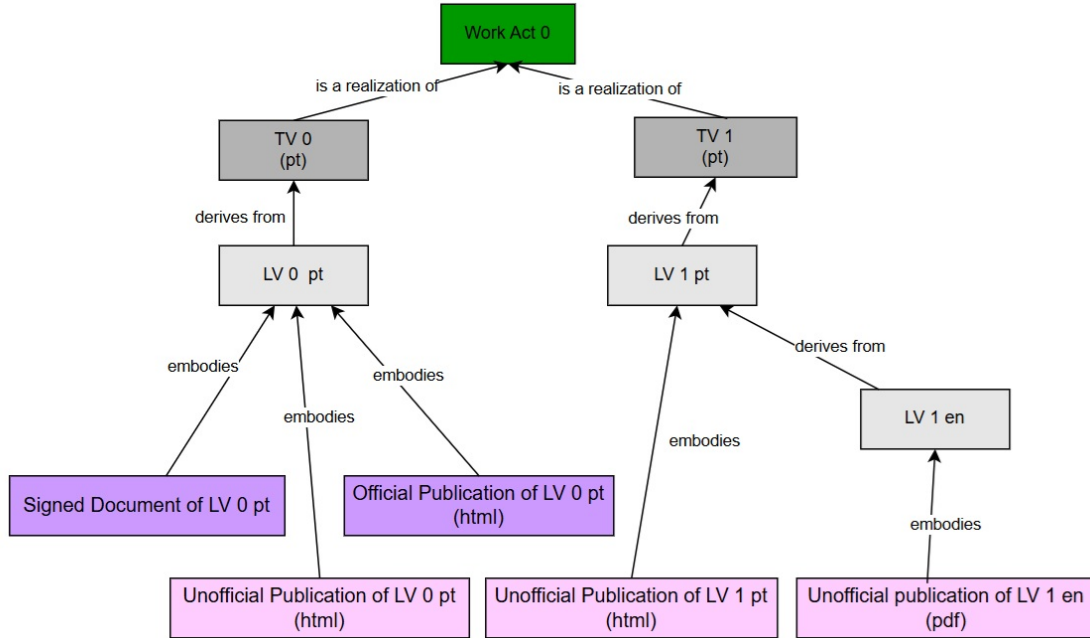 Work Act 0
is a realization of
is a realization of
TV 0
(pt)
TV 1
(pt)
derives from
derives from
LV 0 pt
LV 1 pt
derives from
embodies
embodies
embodies
embodies
LV 1 en
Signed Document of LV 0 pt
Official Publication of LV 0 pt
(html)
embodies
Unofficial Publication of LV 0 pt
(html)
Unofficial Publication of LV 1 pt
(html)
Unofficial publication of LV 1 en
(pdf)